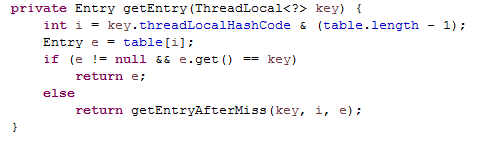 private Entry getEntry(ThreadLocal<?> key) {
    int i = key.threadLocalHashCode & (table.length - 1);
    Entry e = table[i];
    if (e != null && e.get() == key)
        return e;
    else
        return getEntryAfterMiss(key, i, e);
}